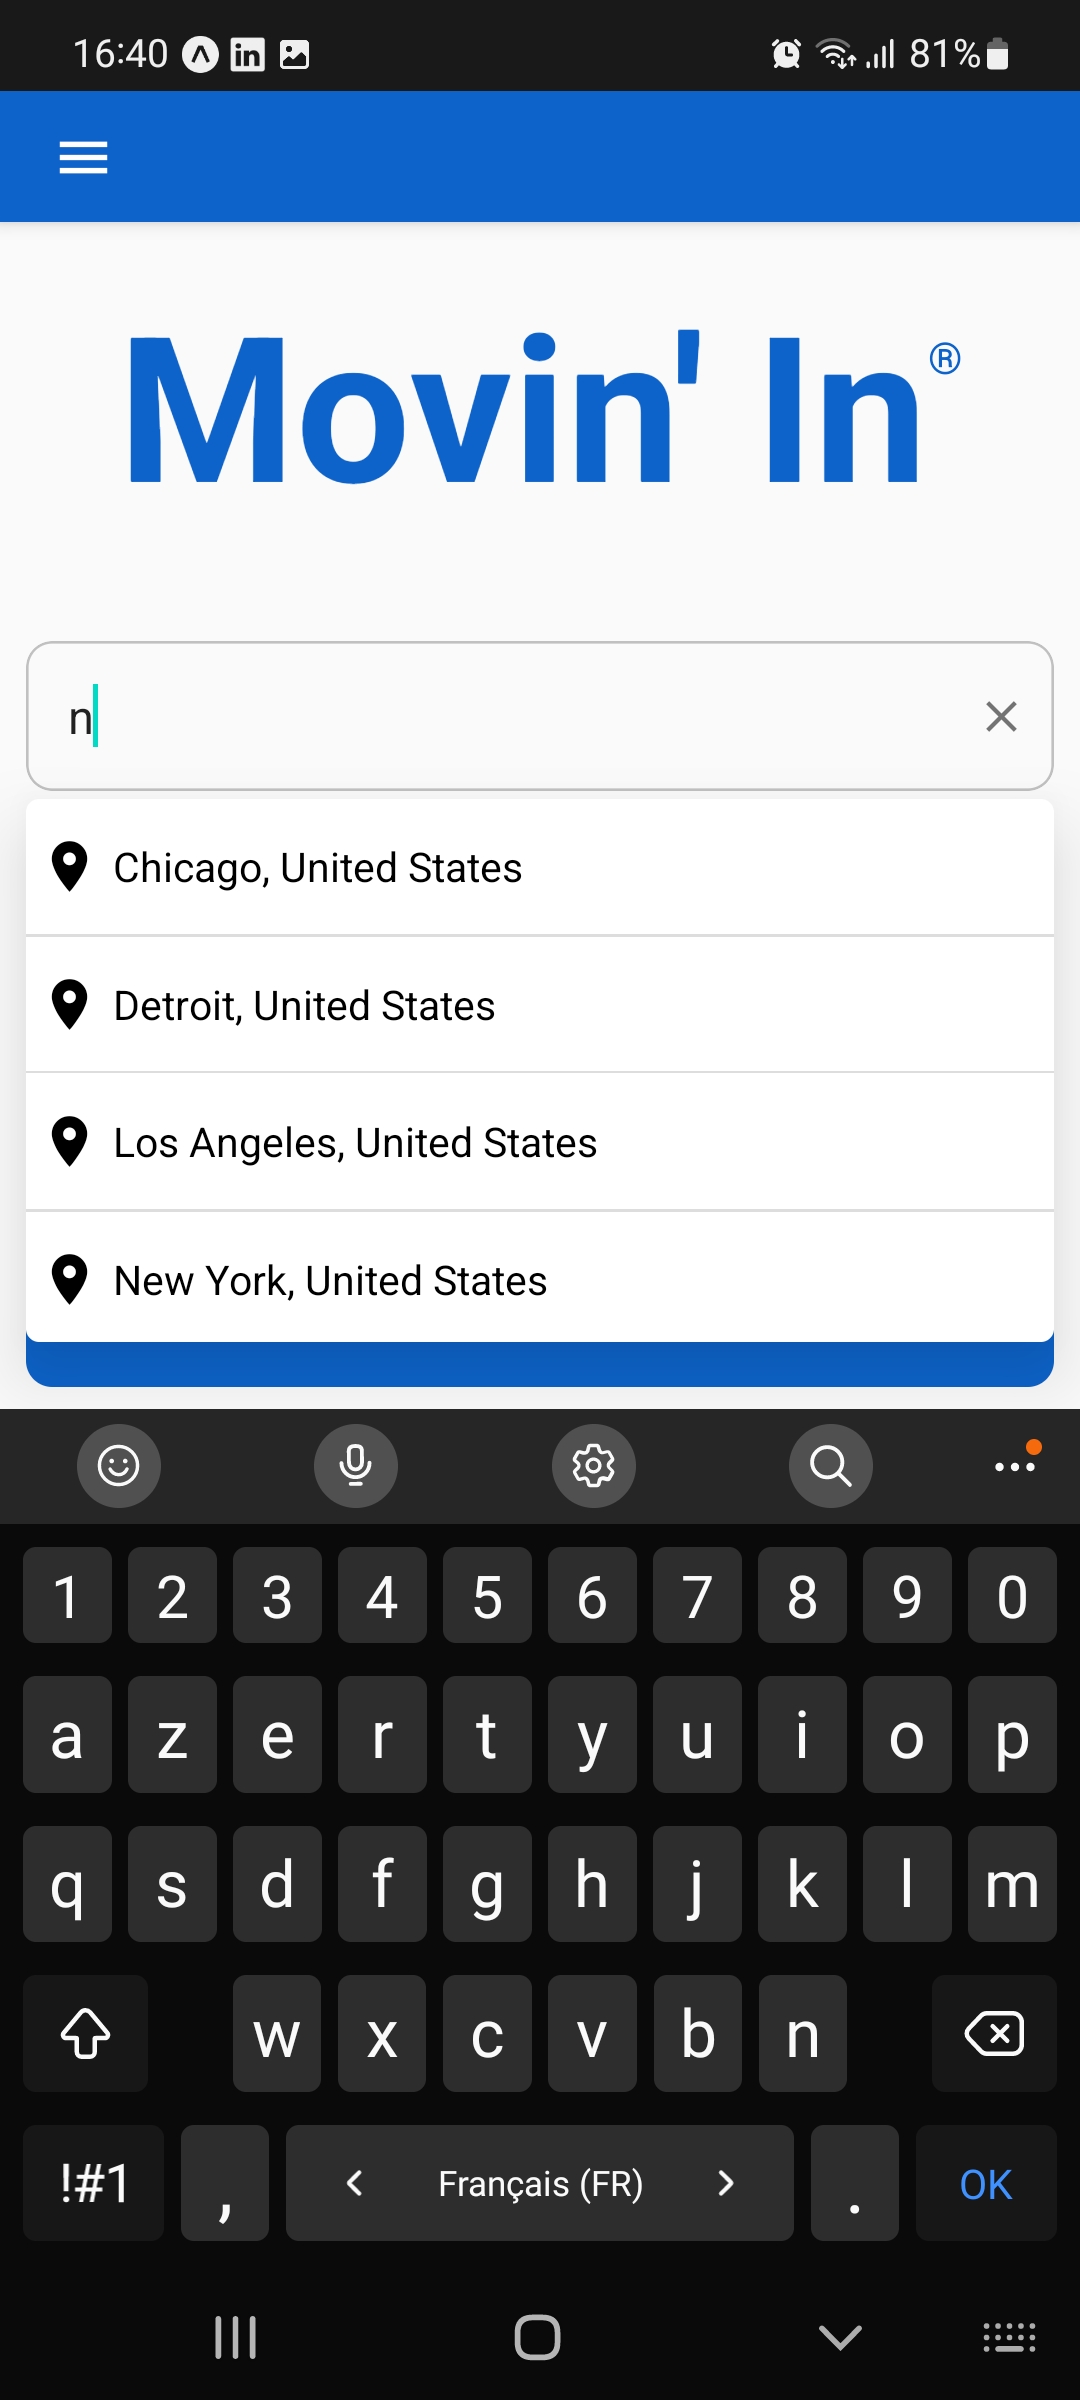 16:40 in 81%
Movin' In®
n
Chicago, United States
Detroit, United States
Los Angeles, United States
New York, United States
1 2 3 4 5 6 7 8 9 0
a z e r t y u i o p
q s d f g h j k l m
w x c v b n
!#1 , Français (FR) . OK